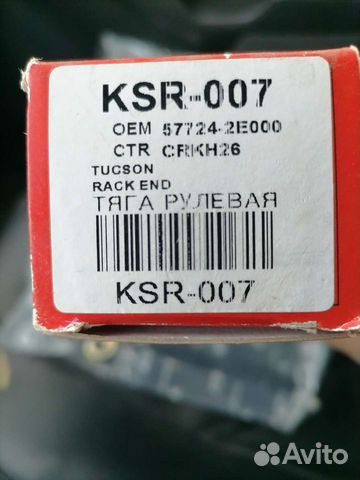 KSR-007
OEM 57724-2E000
CTR CRKH26
TUCSON
RACK END
ТЯГА РУЛЕВАЯ
KSR-007
Avito